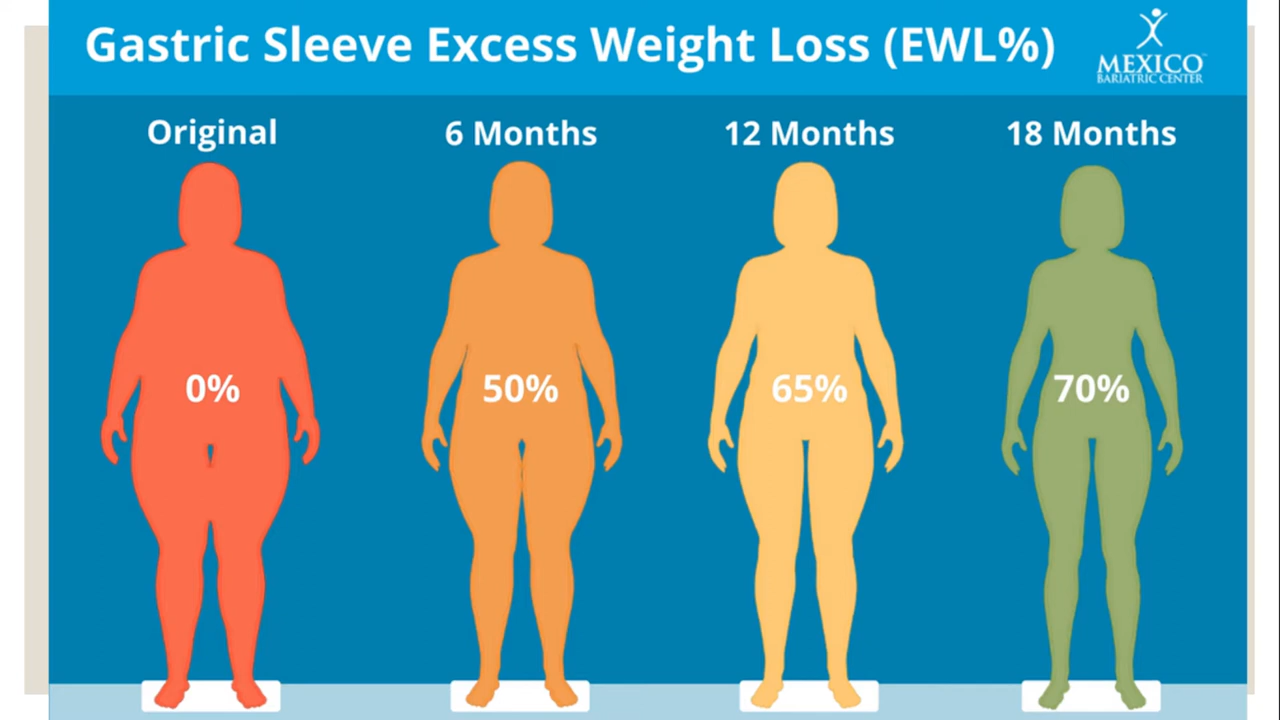 Gastric Sleeve Excess Weight Loss (EWL%)
MEXICO
BARIATRIC CENTER
Original
6 Months
12 Months
18 Months
0%
50%
65%
70%